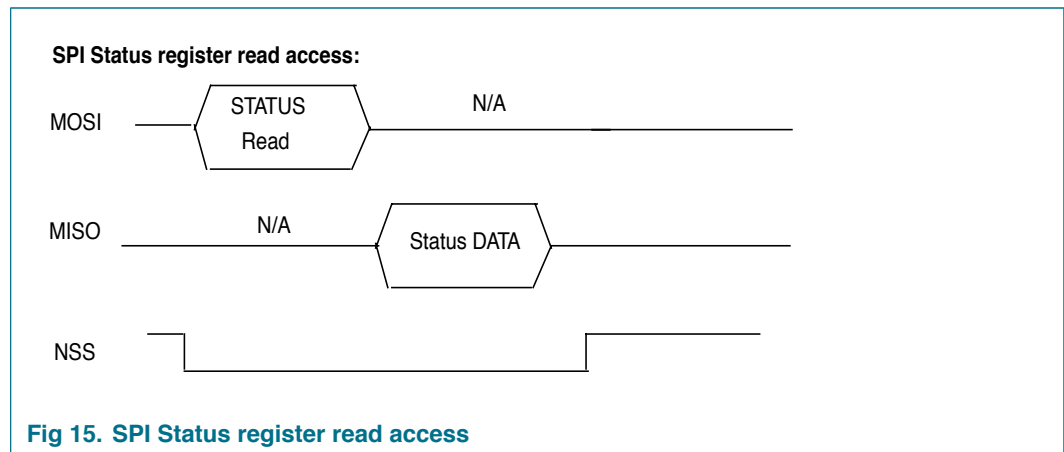 SPI Status register read access:
MOSI
STATUS
Read
N/A
MISO
N/A
Status DATA
NSS
Fig 15. SPI Status register read access